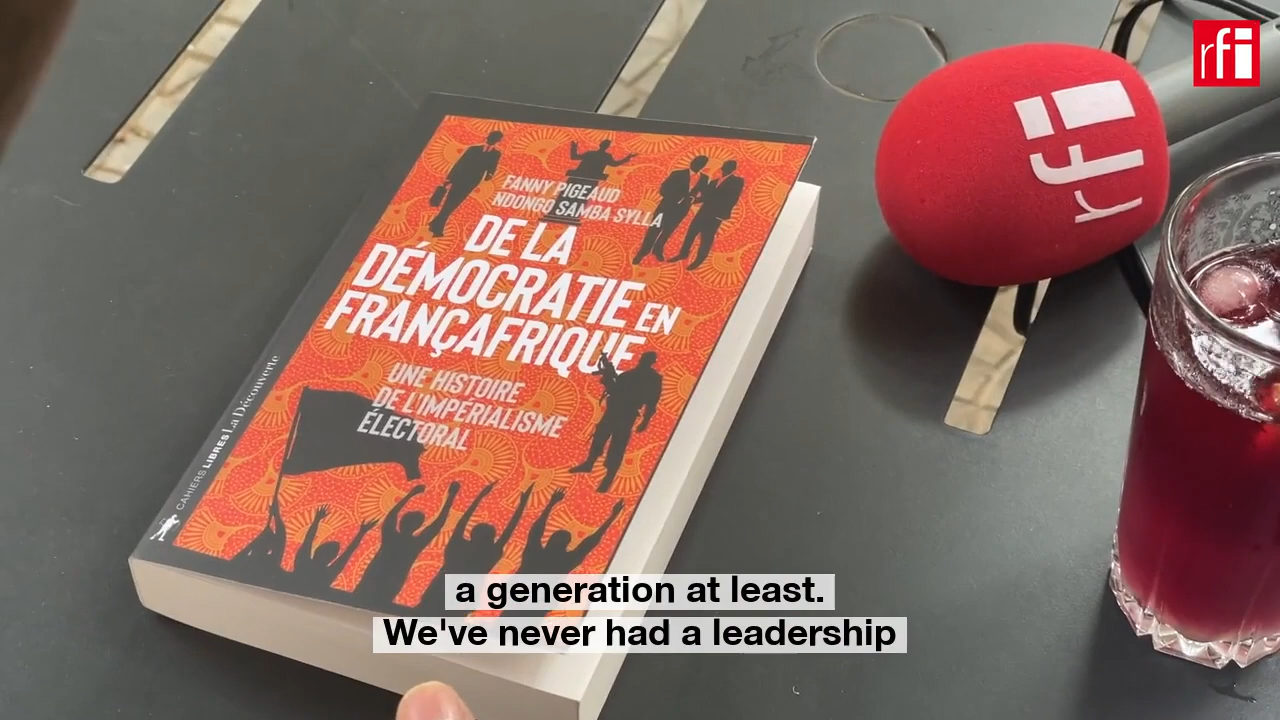 rfi
rfi
FANNY PIGEAUD
NDONGO SAMBA SYLLA
DE LA
DÉMOCRATIE EN
FRANÇAFRIQUE
UNE HISTOIRE
DE L'IMPÉRIALISME
ÉLECTORAL
CAHIERS LIBRES | La Découverte
a generation at least.
We've never had a leadership